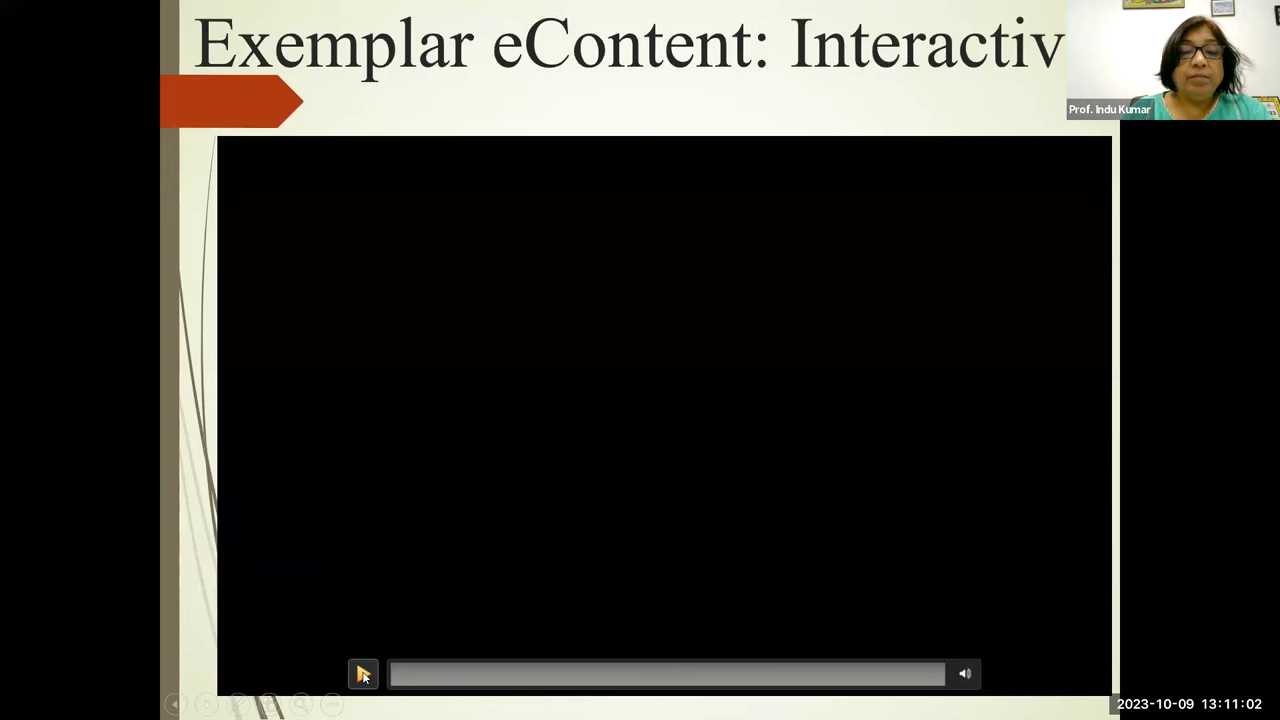 Exemplar eContent: Interactiv
Prof. Indu Kumar
2023-10-09 13:11:02